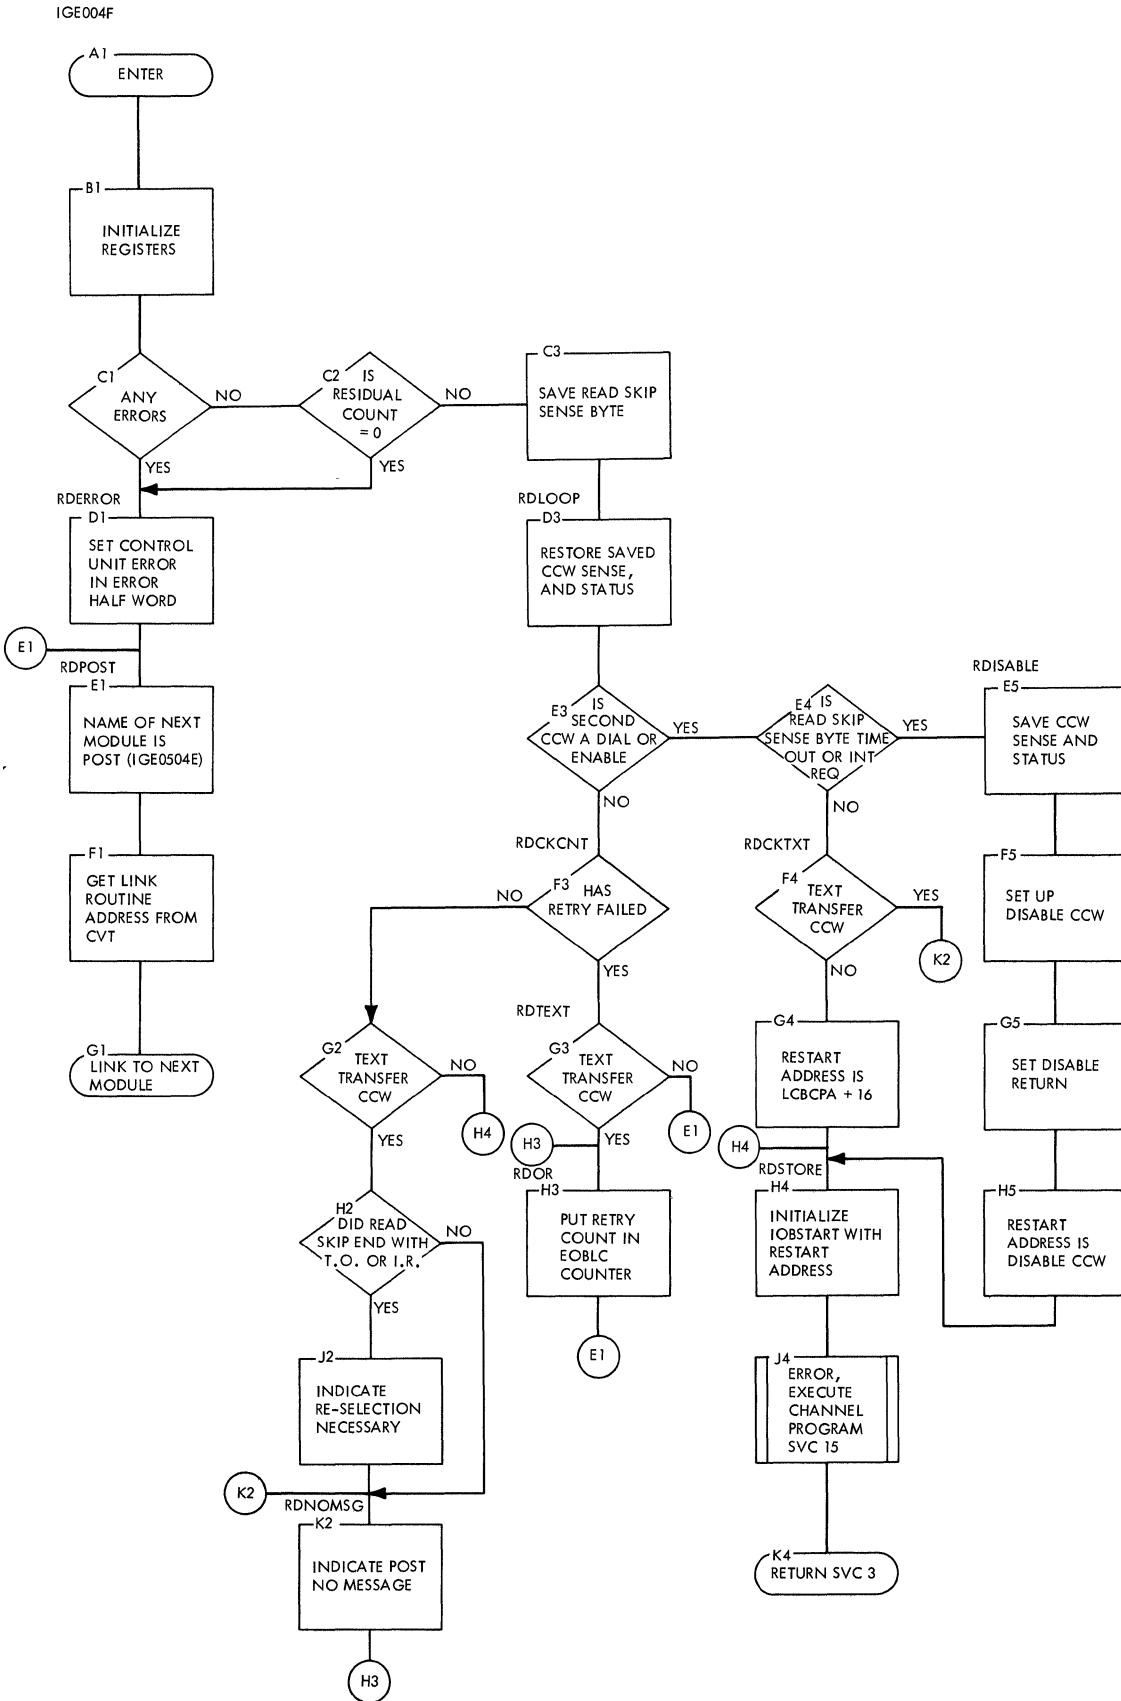 IGE004F
A1
ENTER
B1
INITIALIZE
REGISTERS
C1
ANY
ERRORS
NO
YES
C2
IS
RESIDUAL
COUNT
= 0
NO
YES
C3
SAVE READ SKIP
SENSE BYTE
RDERROR
D1
SET CONTROL
UNIT ERROR
IN ERROR
HALF WORD
RDLOOP
D3
RESTORE SAVED
CCW SENSE,
AND STATUS
E1
RDPOST
E1
NAME OF NEXT
MODULE IS
POST (IGE0504E)
E3
IS
SECOND
CCW A DIAL OR
ENABLE
YES
NO
E4
IS
READ SKIP
SENSE BYTE TIME
OUT OR INT
REQ
YES
NO
RDISABLE
E5
SAVE CCW
SENSE AND
STATUS
F1
GET LINK
ROUTINE
ADDRESS FROM
CVT
RDCKCNT
F3
HAS
RETRY FAILED
NO
YES
RDCKTXT
F4
TEXT
TRANSFER
CCW
YES
K2
NO
F5
SET UP
DISABLE CCW
G1
LINK TO NEXT
MODULE
G2
TEXT
TRANSFER
CCW
NO
H4
YES
RDTEXT
G3
TEXT
TRANSFER
CCW
NO
E1
YES
G4
RESTART
ADDRESS IS
LCBCPA + 16
G5
SET DISABLE
RETURN
H2
DID READ
SKIP END WITH
T.O. OR I.R.
NO
YES
H3
RDOR
H3
PUT RETRY
COUNT IN
EOBLC
COUNTER
E1
H4
RDSTORE
H4
INITIALIZE
IOBSTART WITH
RESTART
ADDRESS
H5
RESTART
ADDRESS IS
DISABLE CCW
J2
INDICATE
RE-SELECTION
NECESSARY
J4
ERROR,
EXECUTE
CHANNEL
PROGRAM
SVC 15
K2
RDNOMSG
K2
INDICATE POST
NO MESSAGE
H3
K4
RETURN SVC 3